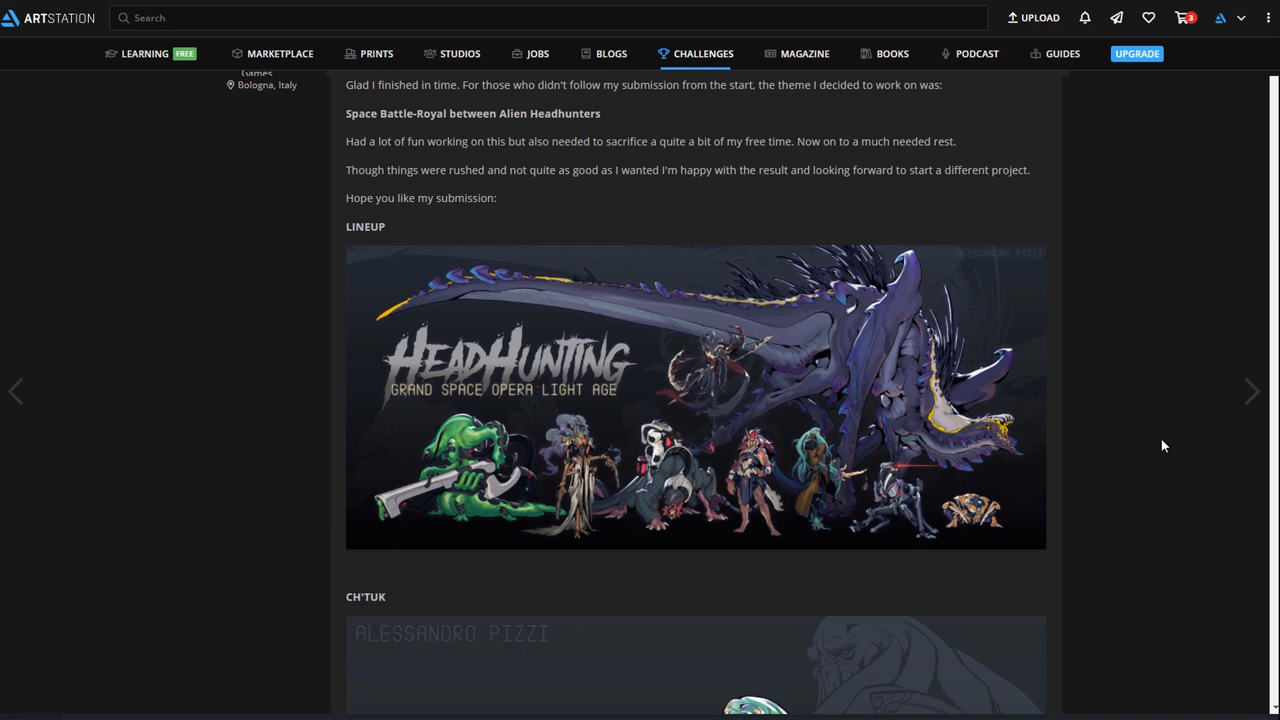 ARTSTATION
Search
UPLOAD
3
LEARNING FREE
MARKETPLACE
PRINTS
STUDIOS
JOBS
BLOGS
CHALLENGES
MAGAZINE
BOOKS
PODCAST
GUIDES
UPGRADE
Games
Bologna, Italy
Glad I finished in time. For those who didn't follow my submission from the start, the theme I decided to work on was:
Space Battle-Royal between Alien Headhunters
Had a lot of fun working on this but also needed to sacrifice a quite a bit of my free time. Now on to a much needed rest.
Though things were rushed and not quite as good as I wanted I'm happy with the result and looking forward to start a different project.
Hope you like my submission:
LINEUP
ALESSANDRO PIZZI
HEADHUNTING
GRAND SPACE OPERA:LIGHT AGE
CH'TUK
ALESSANDRO PIZZI